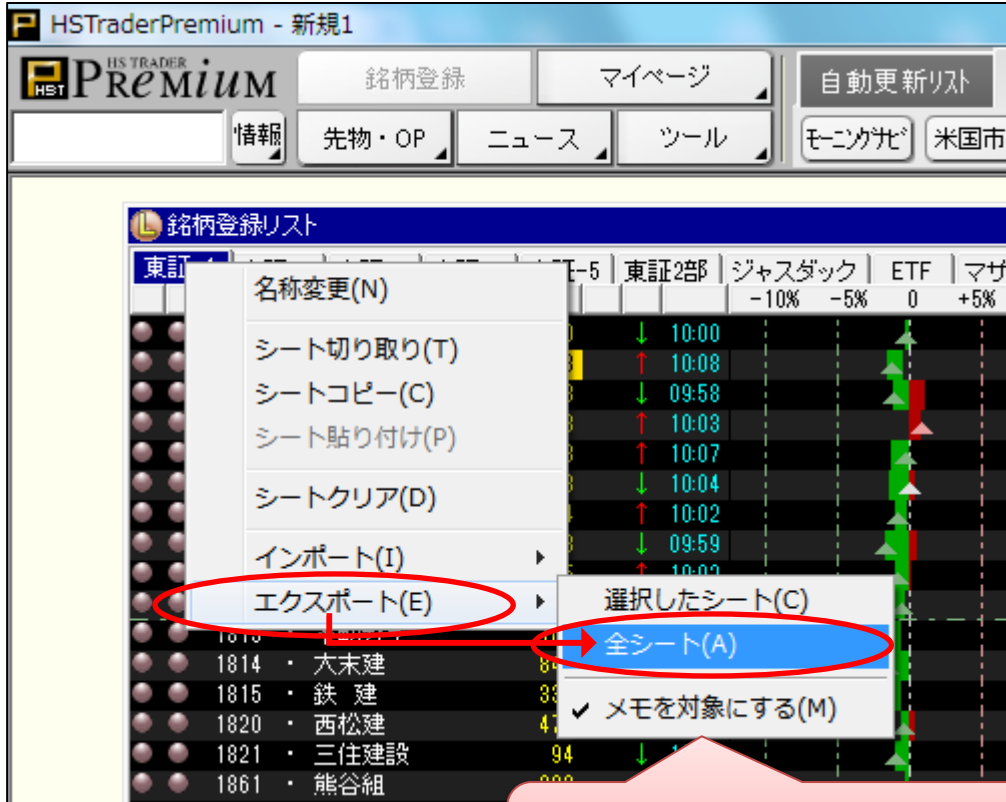 HSTraderPremium - 新規1
HST HS TRADER PREMIUM 銘柄登録 マイページ 自動更新リスト
情報 先物・OP ニュース ツール ﾓｰﾆﾝｸﾞｻﾋﾞ 米国市
銘柄登録リスト
東証 -5 東証2部 ジャスダック ETF マザ
-10% -5% 0 +5%
名称変更(N)
シート切り取り(T)
シートコピー(C)
シート貼り付け(P)
シートクリア(D)
インポート(I)
エクスポート(E)
↓ 10:00
↑ 10:08
↓ 09:58
↑ 10:03
↑ 10:07
↓ 10:04
↑ 10:02
↓ 09:59
選択したシート(C)
全シート(A)
メモを対象にする(M)
1814 ・ 大末建
1815 ・ 鉄 建
1820 ・ 西松建
1821 ・ 三住建設 94 ↓
1861 ・ 熊谷組